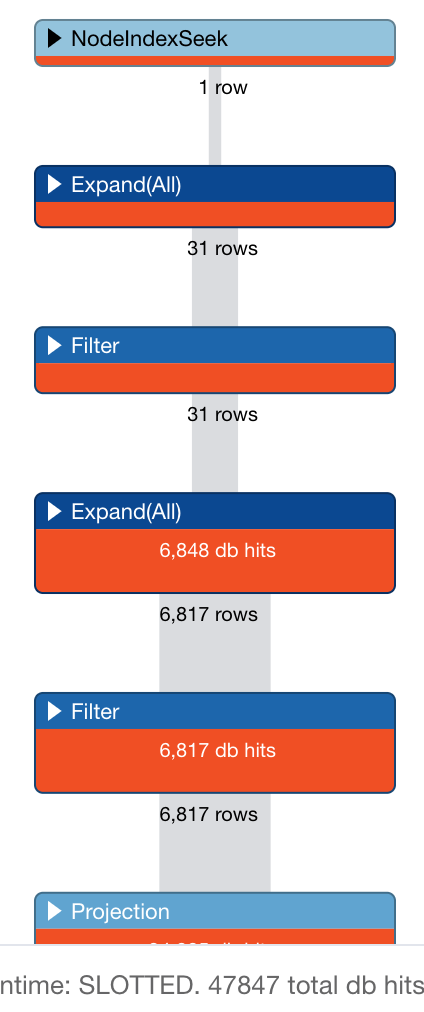 NodeIndexSeek
1 row
Expand(All)
31 rows
Filter
31 rows
Expand(All)
6,848 db hits
6,817 rows
Filter
6,817 db hits
6,817 rows
Projection
ntime: SLOTTED. 47847 total db hits